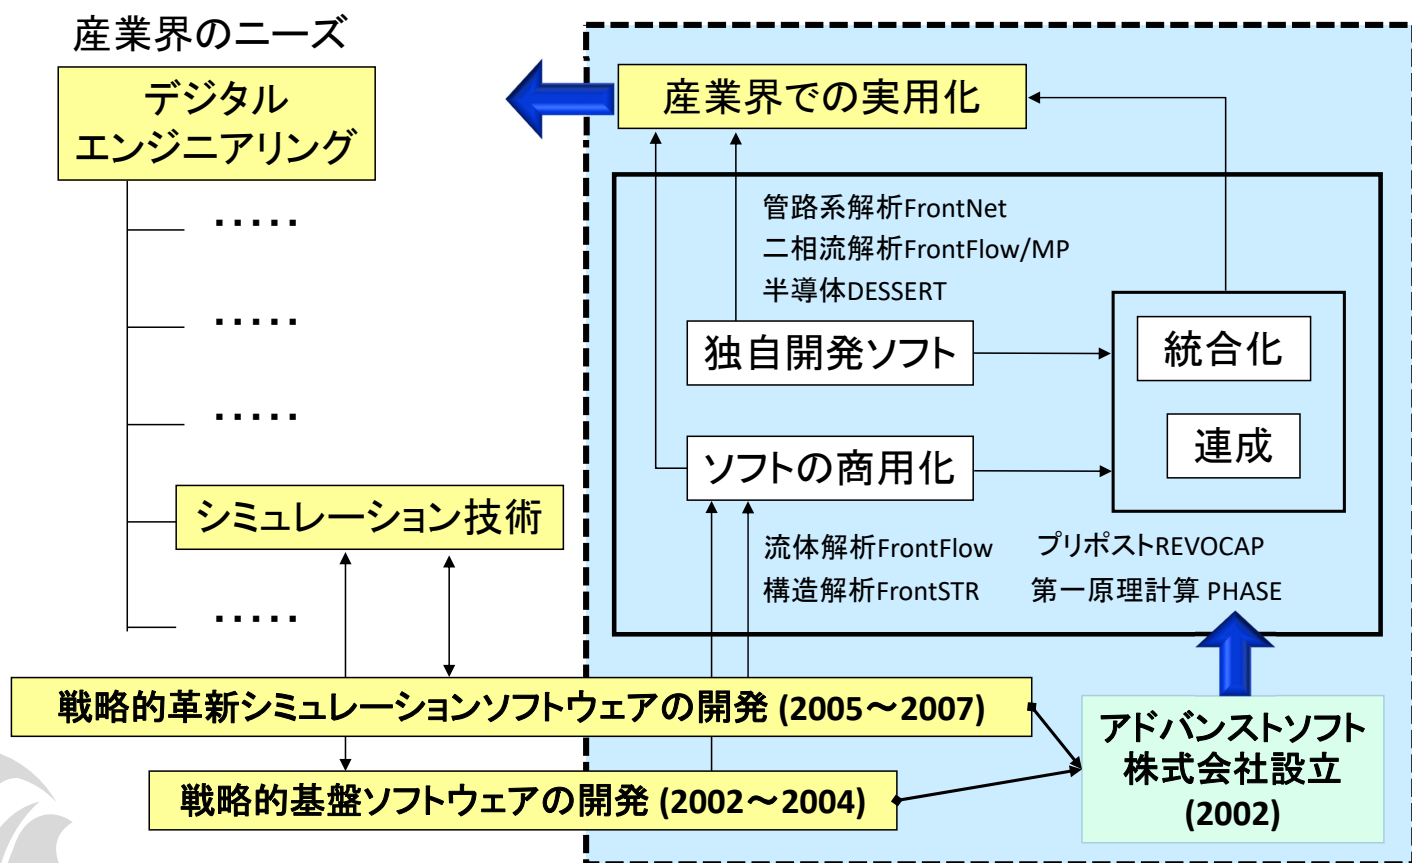 産業界のニーズ
デジタル
エンジニアリング
・・・・・
・・・・・
・・・・・
シミュレーション技術
・・・・・
産業界での実用化
管路系解析FrontNet
二相流解析FrontFlow/MP
半導体DESSERT
独自開発ソフト
統合化
連成
ソフトの商用化
流体解析FrontFlow
プリポストREVOCAP
構造解析FrontSTR
第一原理計算 PHASE
戦略的革新シミュレーションソフトウェアの開発 (2005～2007)
戦略的基盤ソフトウェアの開発 (2002～2004)
アドバンストソフト
株式会社設立
(2002)